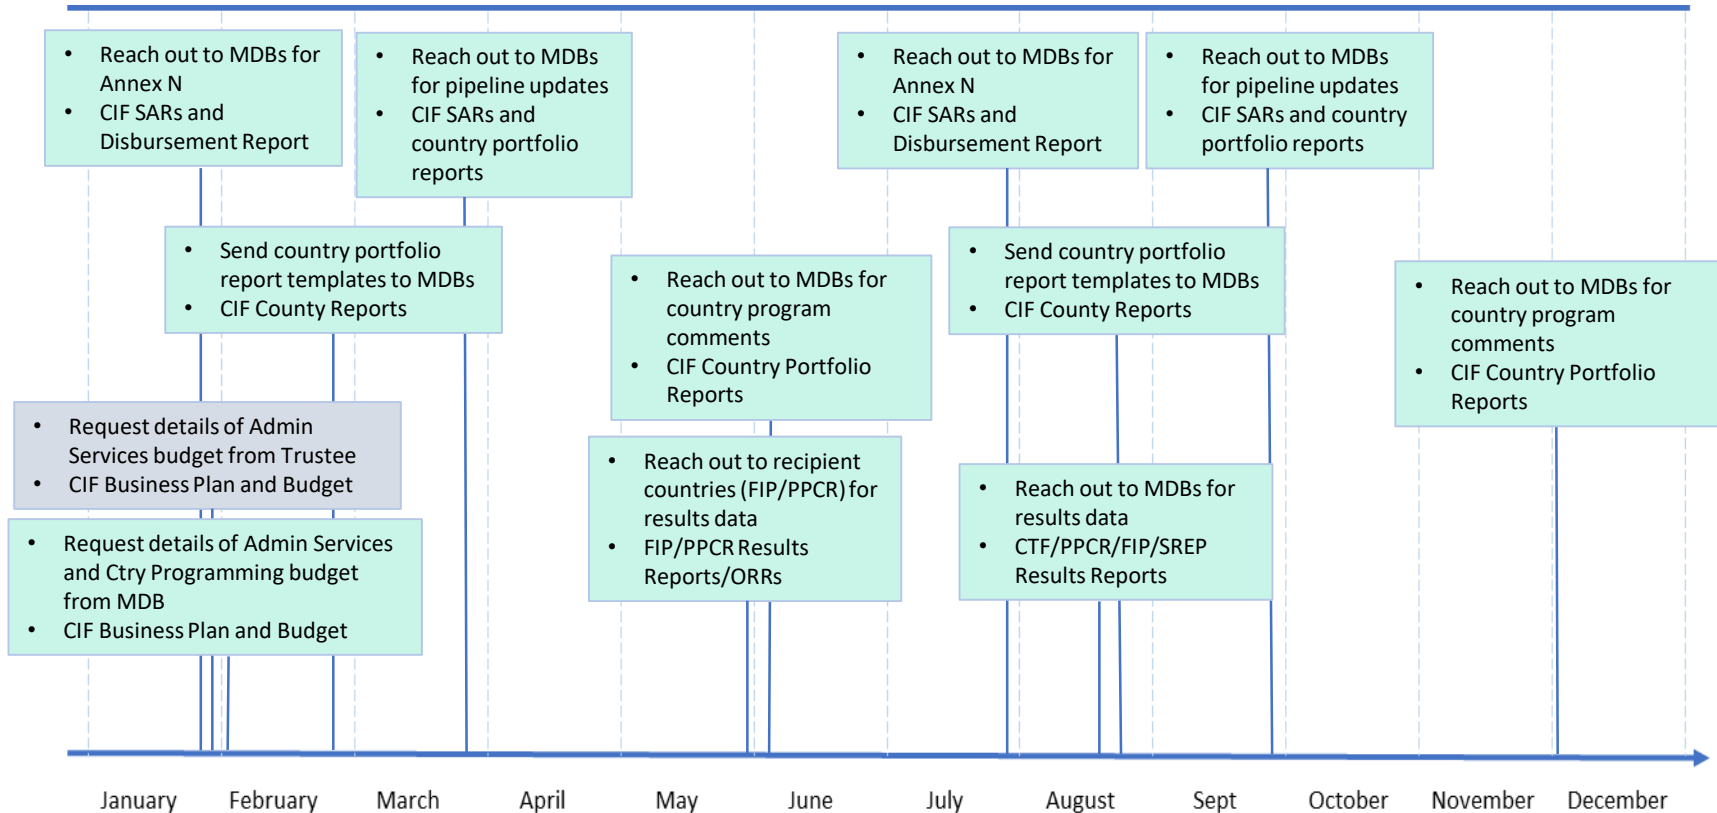 • Reach out to MDBs for
Annex N
• CIF SARs and
Disbursement Report
• Reach out to MDBs
for pipeline updates
• CIF SARs and
country portfolio
reports
• Reach out to MDBs for
Annex N
• CIF SARs and
Disbursement Report
• Reach out to MDBs
for pipeline updates
• CIF SARs and country
portfolio reports
• Send country portfolio
report templates to MDBs
• CIF County Reports
• Reach out to MDBs for
country program
comments
• CIF Country Portfolio
Reports
• Send country portfolio
report templates to MDBs
• CIF County Reports
• Reach out to MDBs for
country program
comments
• CIF Country Portfolio
Reports
• Request details of Admin
Services budget from Trustee
• CIF Business Plan and Budget
• Reach out to recipient
countries (FIP/PPCR) for
results data
• FIP/PPCR Results
Reports/ORRs
• Reach out to MDBs for
results data
• CTF/PPCR/FIP/SREP
Results Reports
• Request details of Admin Services
and Ctry Programming budget
from MDB
• CIF Business Plan and Budget
January February March April May June July August Sept October November December